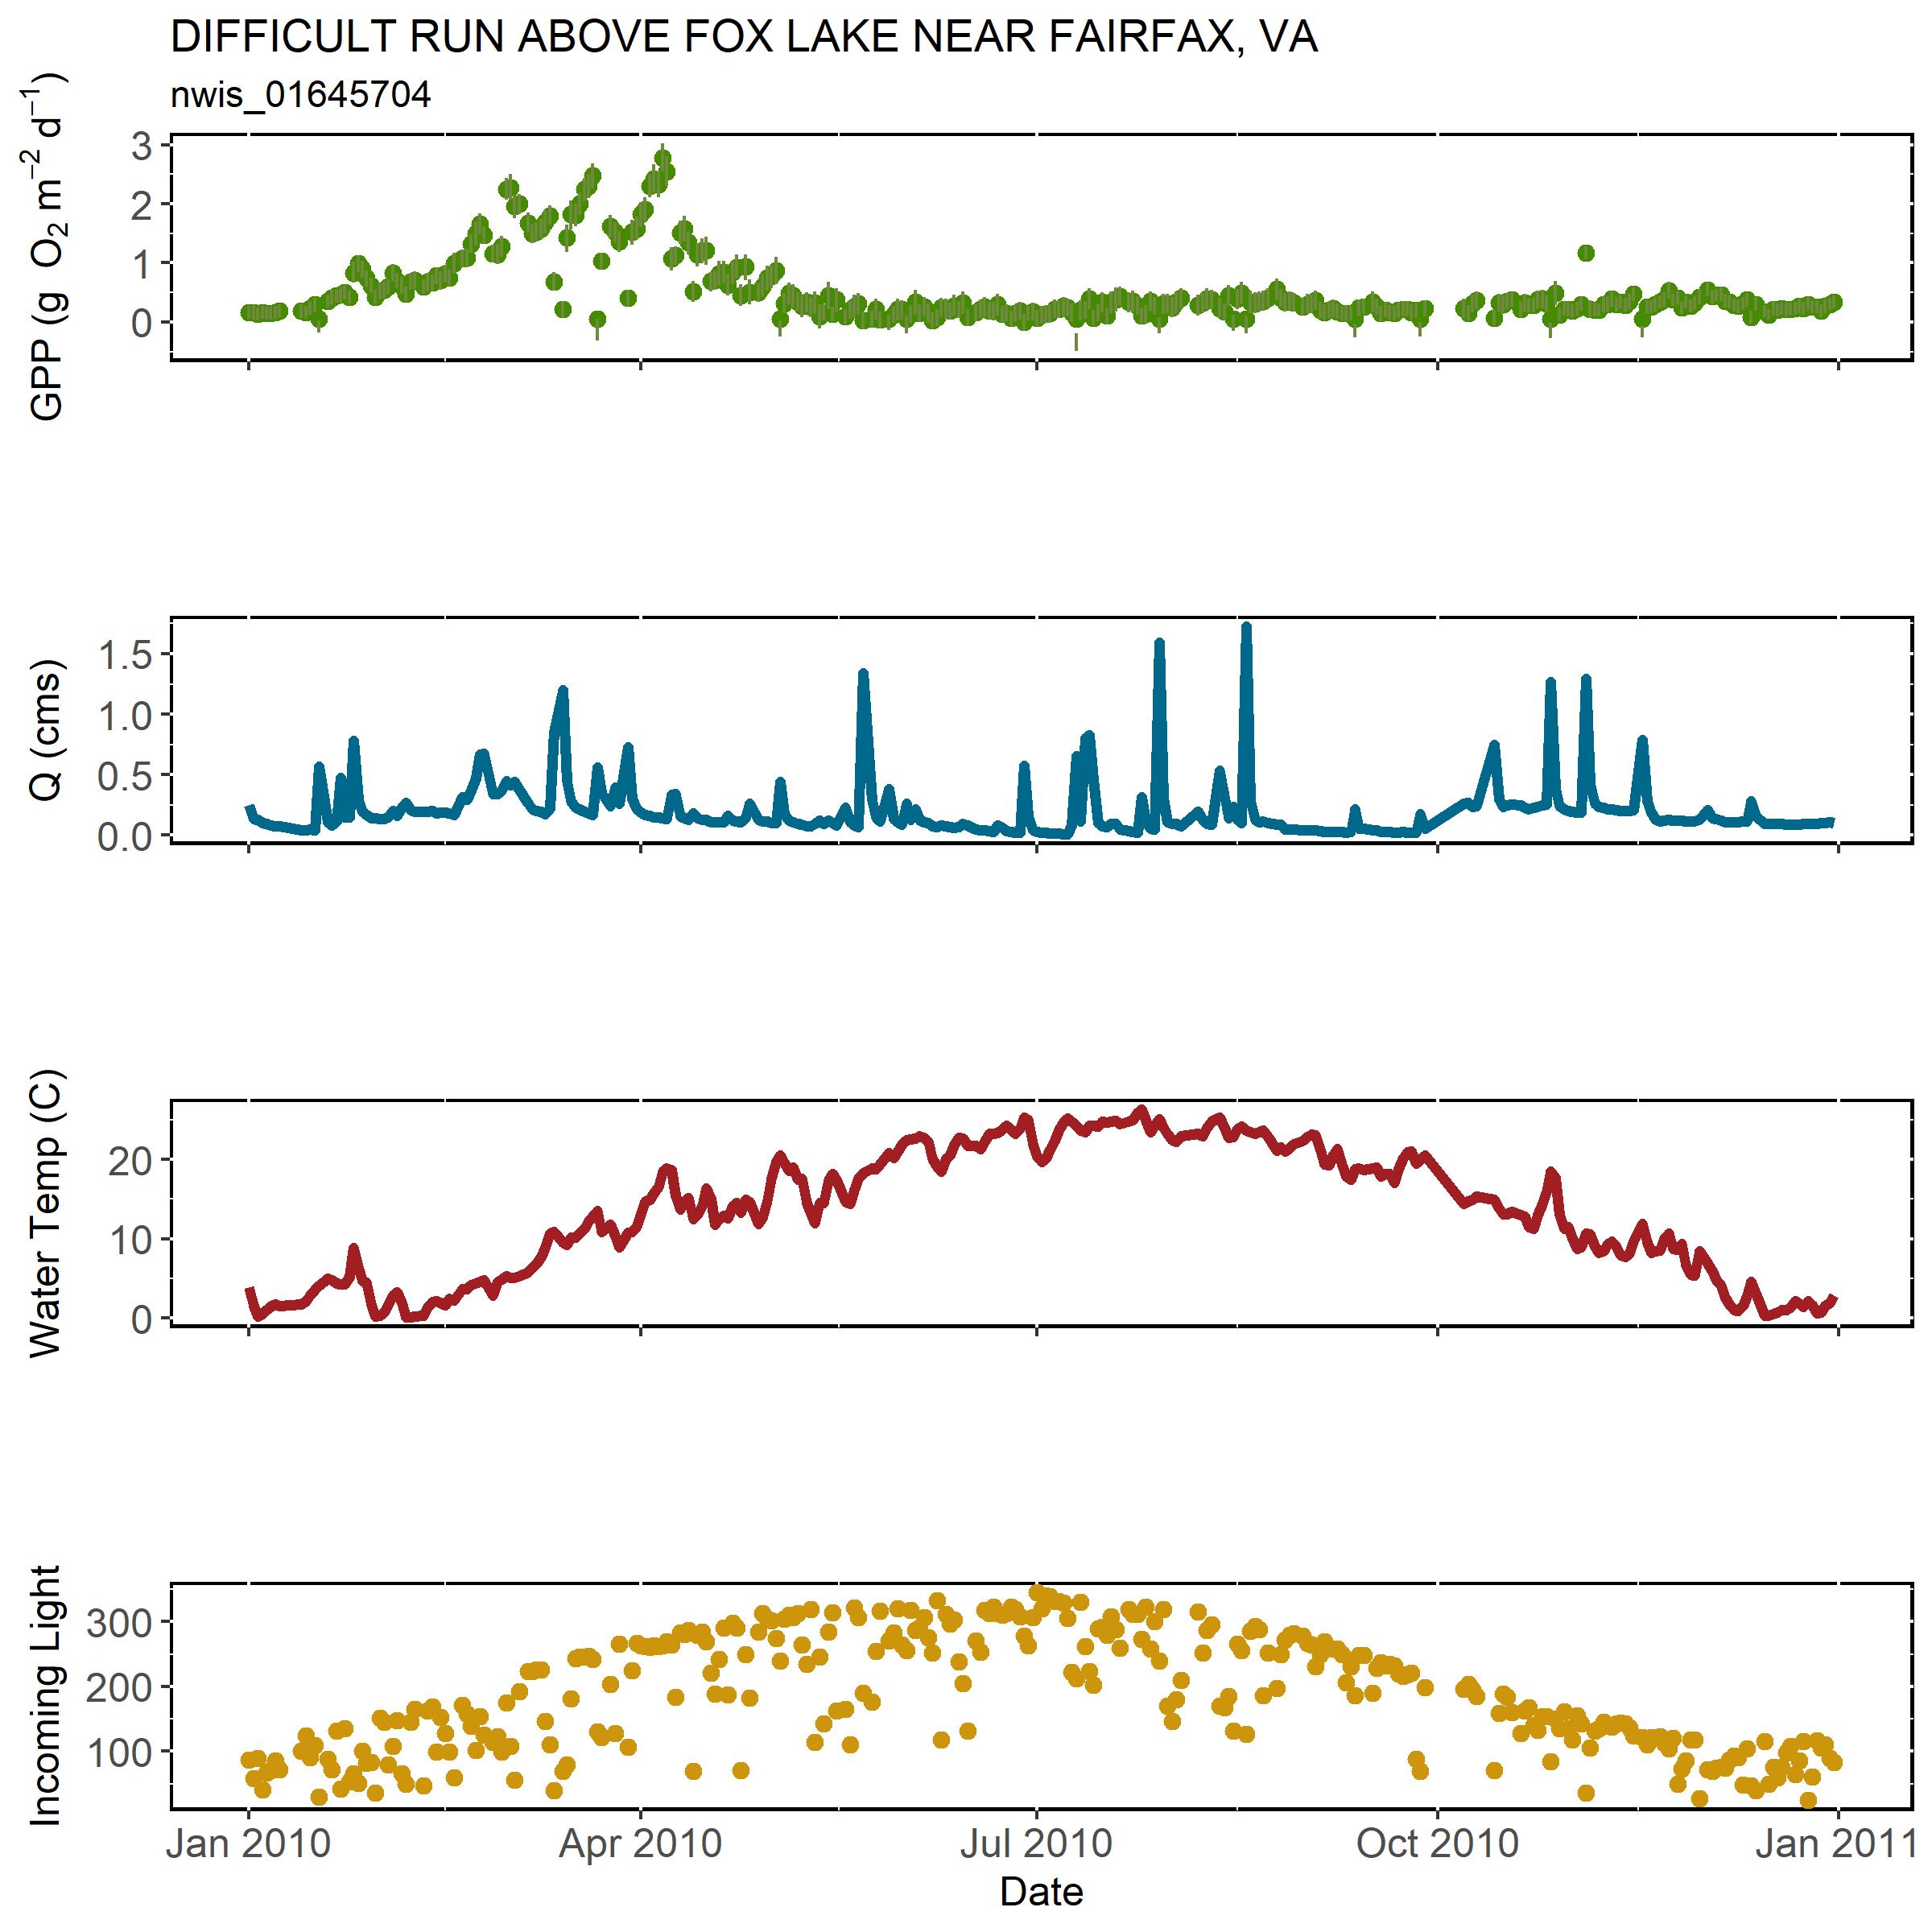 DIFFICULT RUN ABOVE FOX LAKE NEAR FAIRFAX, VA
nwis_01645704
GPP (g O₂ m⁻² d⁻¹)
3
2
1
0
Q (cms)
1.5
1.0
0.5
0.0
Water Temp (C)
20
10
0
Incoming Light
300
200
100
Jan 2010 Apr 2010 Jul 2010 Oct 2010 Jan 2011
Date